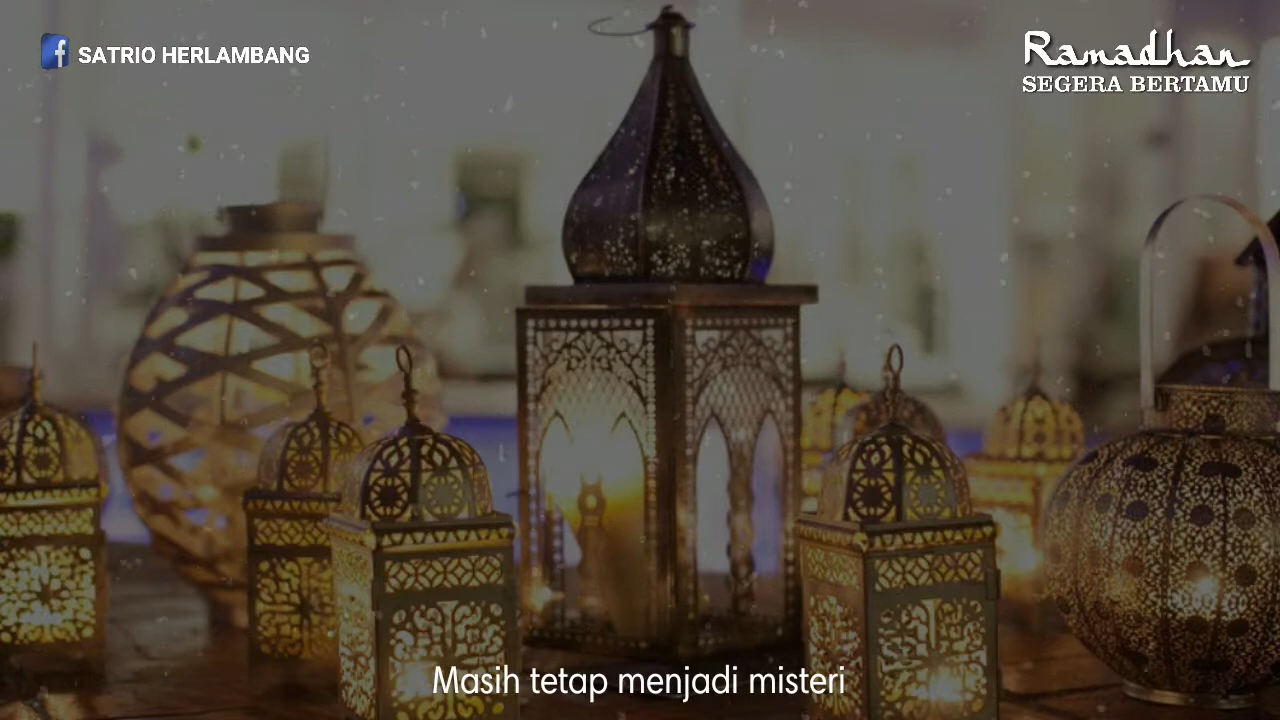 SATRIO HERLAMBANG
Ramadhan
SEGERA BERTAMU
Masih tetap menjadi misteri